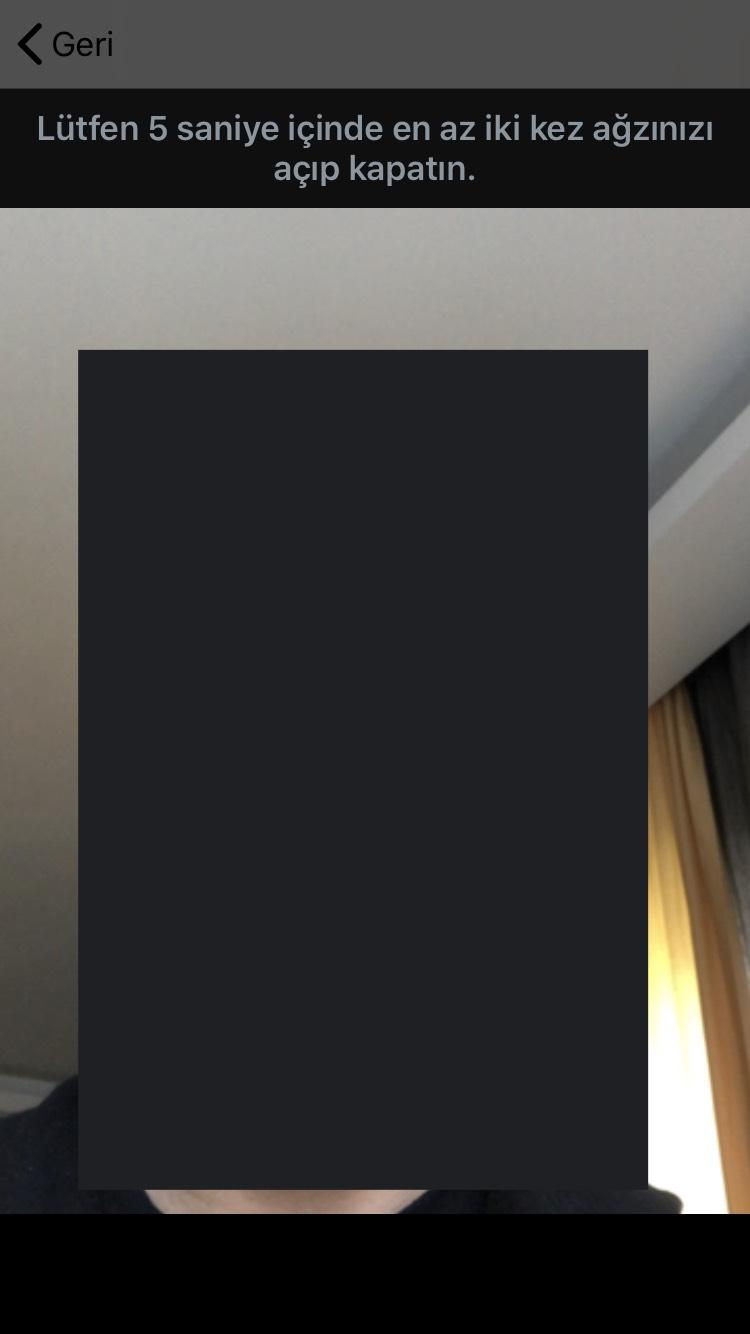 Geri
Lütfen 5 saniye içinde en az iki kez ağzınızı
açıp kapatın.